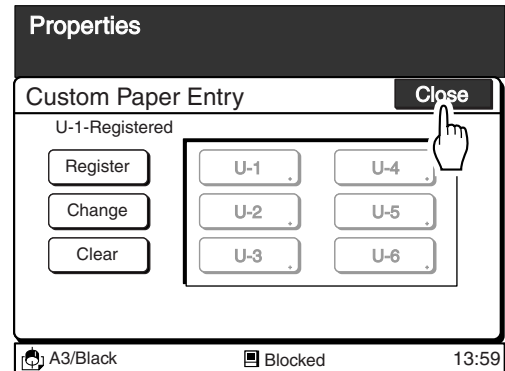 Properties
Custom Paper Entry Close
U-1-Registered
Register U-1 U-4
Change U-2 U-5
Clear U-3 U-6
A3/Black Blocked 13:59